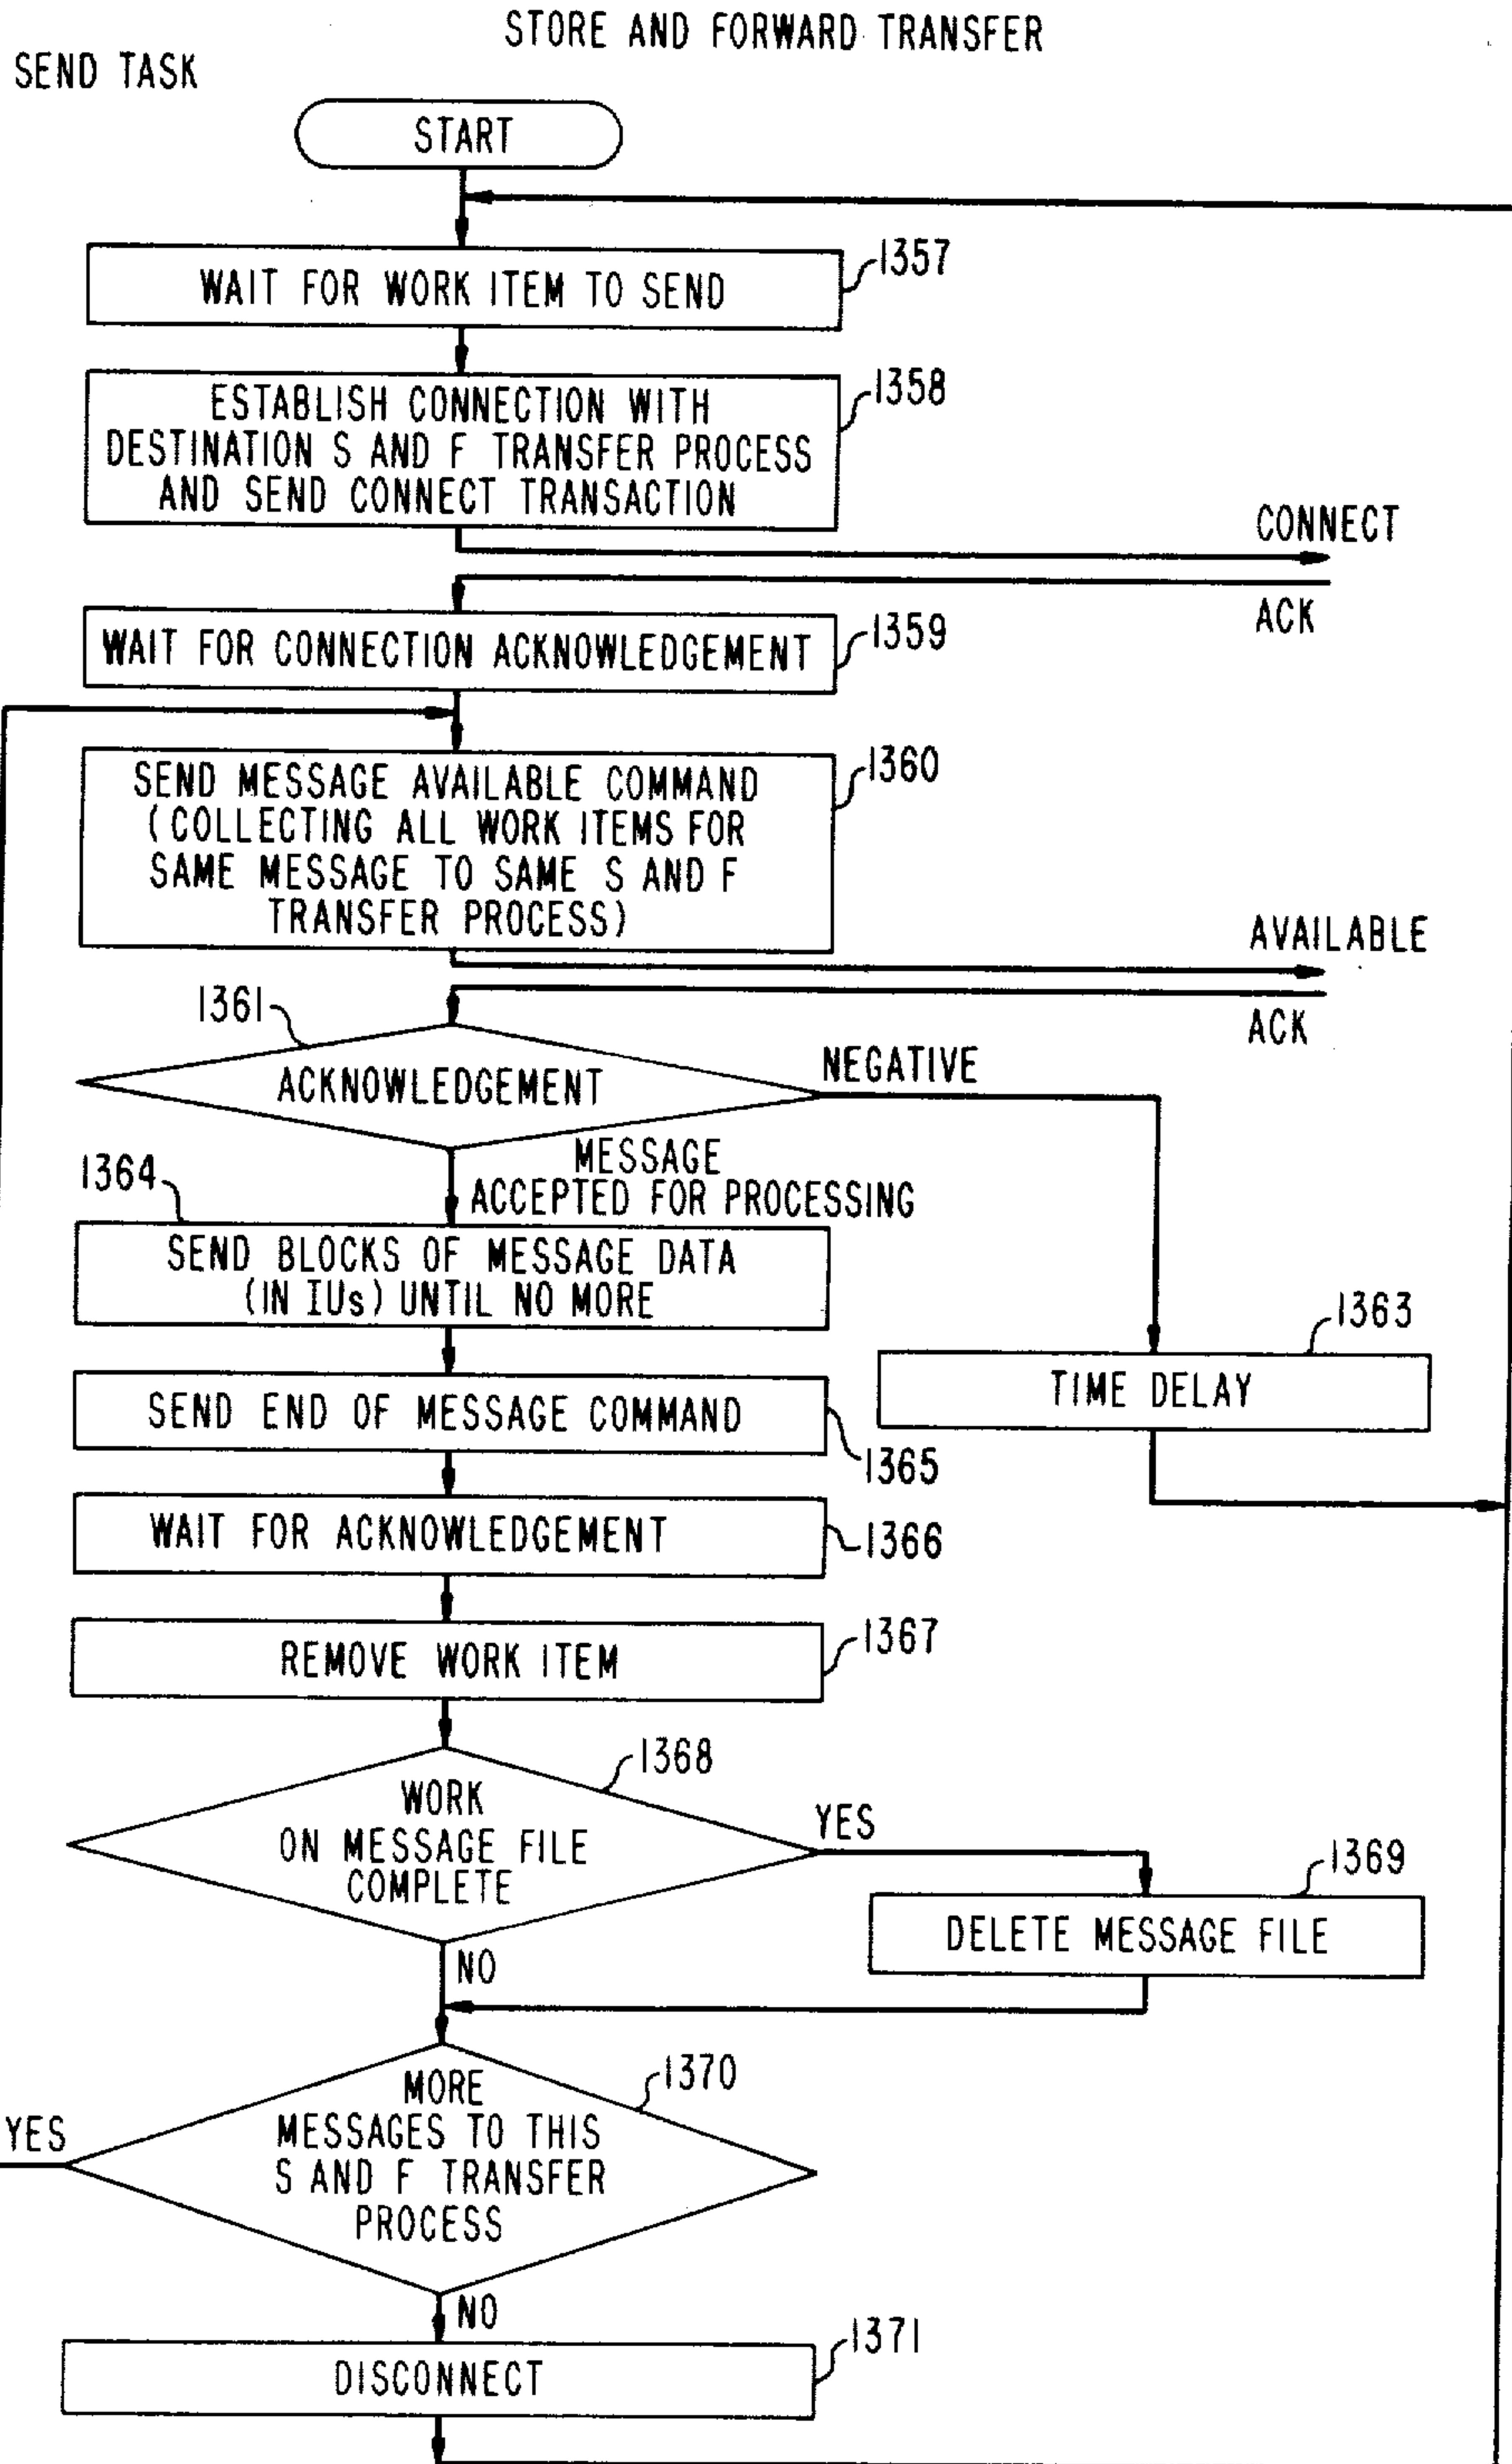 STORE AND FORWARD TRANSFER
SEND TASK
START
WAIT FOR WORK ITEM TO SEND
1357
ESTABLISH CONNECTION WITH
DESTINATION S AND F TRANSFER PROCESS
AND SEND CONNECT TRANSACTION
1358
CONNECT
ACK
WAIT FOR CONNECTION ACKNOWLEDGEMENT
1359
SEND MESSAGE AVAILABLE COMMAND
(COLLECTING ALL WORK ITEMS FOR
SAME MESSAGE TO SAME S AND F
TRANSFER PROCESS)
1360
AVAILABLE
ACK
1361
ACKNOWLEDGEMENT
NEGATIVE
MESSAGE
ACCEPTED FOR PROCESSING
1364
SEND BLOCKS OF MESSAGE DATA
(IN IUs) UNTIL NO MORE
1363
TIME DELAY
SEND END OF MESSAGE COMMAND
1365
WAIT FOR ACKNOWLEDGEMENT
1366
REMOVE WORK ITEM
1367
1368
WORK
ON MESSAGE FILE
COMPLETE
YES
1369
DELETE MESSAGE FILE
NO
1370
MORE
MESSAGES TO THIS
S AND F TRANSFER
PROCESS
YES
NO
DISCONNECT
1371